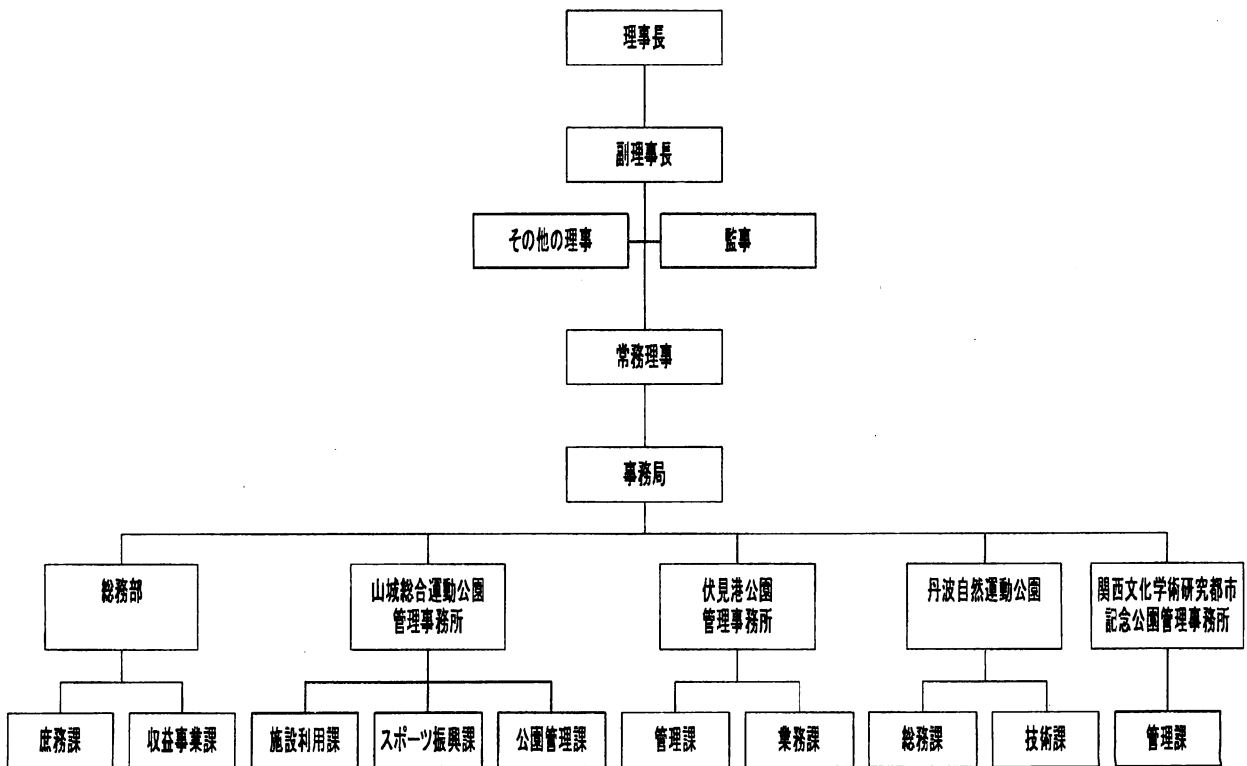 理事長
副理事長
その他の理事
監事
常務理事
事務局
総務部
山城総合運動公園
管理事務所
伏見港公園
管理事務所
丹波自然運動公園
関西文化学術研究都市
記念公園管理事務所
庶務課
収益事業課
施設利用課
スポーツ振興課
公園管理課
管理課
業務課
総務課
技術課
管理課